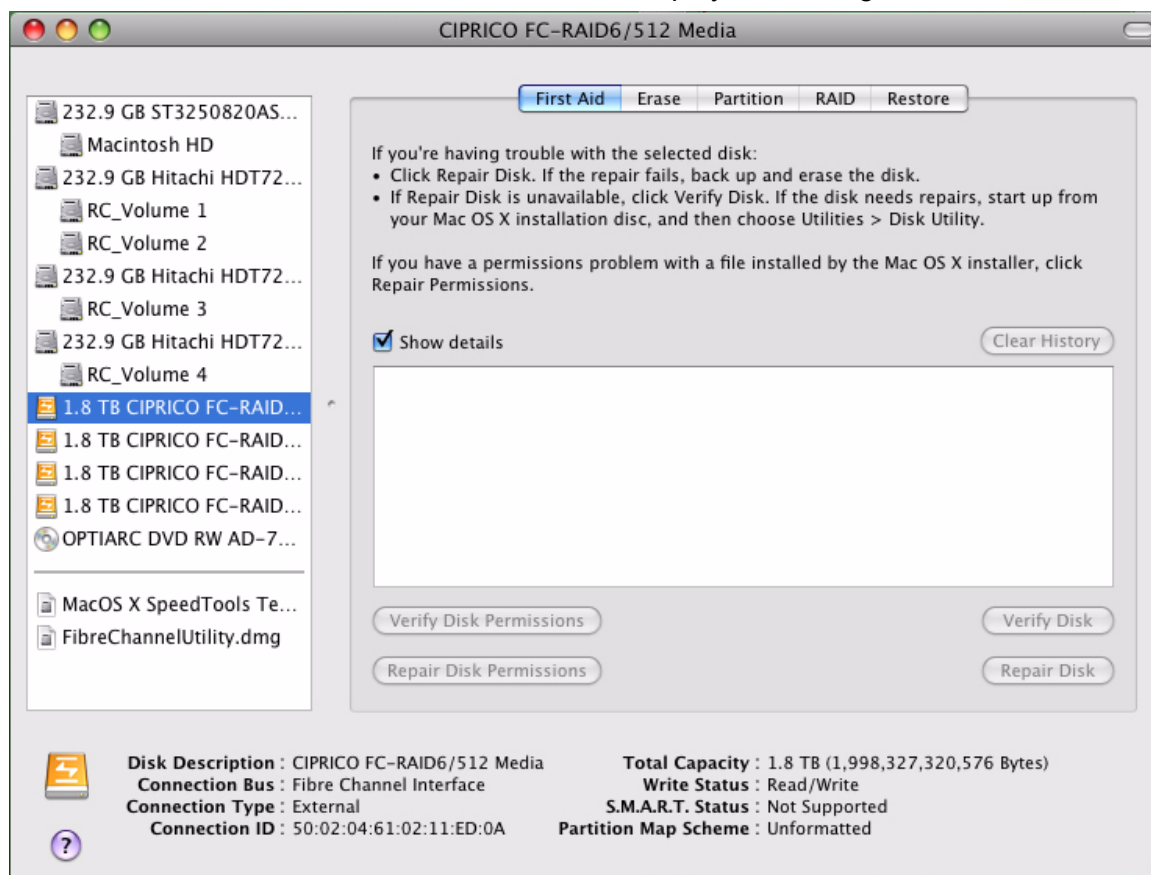 CIPRICO FC-RAID6/512 Media
232.9 GB ST3250820AS...
Macintosh HD
232.9 GB Hitachi HDT72...
RC_Volume 1
RC_Volume 2
232.9 GB Hitachi HDT72...
RC_Volume 3
232.9 GB Hitachi HDT72...
RC_Volume 4
1.8 TB CIPRICO FC-RAID...
1.8 TB CIPRICO FC-RAID...
1.8 TB CIPRICO FC-RAID...
1.8 TB CIPRICO FC-RAID...
OPTIARC DVD RW AD-7...
MacOS X SpeedTools Te...
FibreChannelUtility.dmg
First Aid Erase Partition RAID Restore
If you're having trouble with the selected disk:
• Click Repair Disk. If the repair fails, back up and erase the disk.
• If Repair Disk is unavailable, click Verify Disk. If the disk needs repairs, start up from
your Mac OS X installation disc, and then choose Utilities > Disk Utility.
If you have a permissions problem with a file installed by the Mac OS X installer, click
Repair Permissions.
Show details
Clear History
Verify Disk Permissions
Verify Disk
Repair Disk Permissions
Repair Disk
Disk Description : CIPRICO FC-RAID6/512 Media
Connection Bus : Fibre Channel Interface
Connection Type : External
Connection ID : 50:02:04:61:02:11:ED:0A
Total Capacity : 1.8 TB (1,998,327,320,576 Bytes)
Write Status : Read/Write
S.M.A.R.T. Status : Not Supported
Partition Map Scheme : Unformatted
?